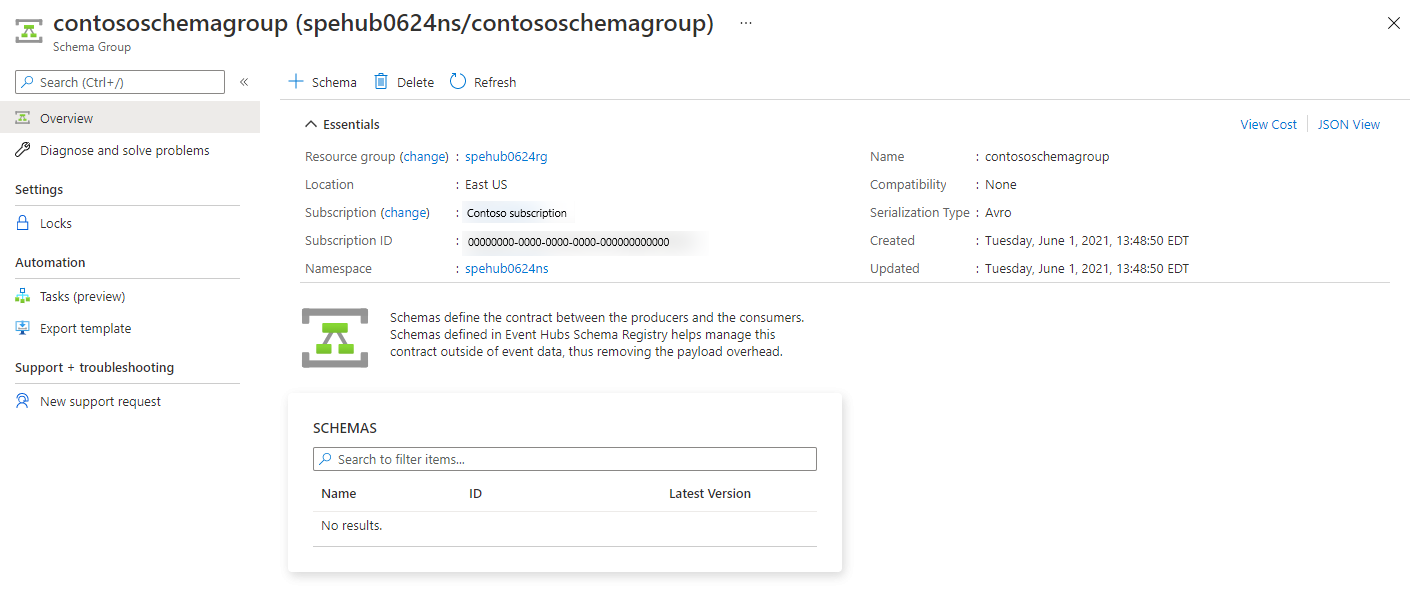 contososchemagroup (spehub0624ns/contososchemagroup) ...
Schema Group
Search (Ctrl+/)
«
Overview
Diagnose and solve problems
Settings
Locks
Automation
Tasks (preview)
Export template
Support + troubleshooting
New support request
Schema Delete Refresh
Essentials
View Cost JSON View
Resource group (change) : spehub0624rg
Location : East US
Subscription (change) : Contoso subscription
Subscription ID : 00000000-0000-0000-0000-000000000000
Namespace : spehub0624ns
Name : contososchemagroup
Compatibility : None
Serialization Type : Avro
Created : Tuesday, June 1, 2021, 13:48:50 EDT
Updated : Tuesday, June 1, 2021, 13:48:50 EDT
Schemas define the contract between the producers and the consumers.
Schemas defined in Event Hubs Schema Registry helps manage this
contract outside of event data, thus removing the payload overhead.
SCHEMAS
Search to filter items...
Name ID Latest Version
No results.